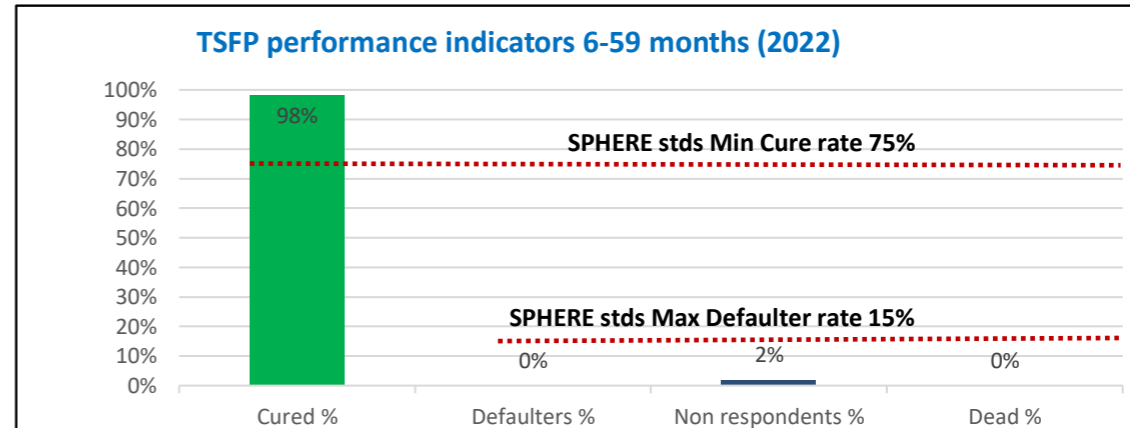 TSFP performance indicators 6-59 months (2022)
100%
90%
80%
70%
60%
50%
40%
30%
20%
10%
0%
98%
SPHERE stds Min Cure rate 75%
SPHERE stds Max Defaulter rate 15%
0%
2%
0%
Cured %
Defaulters %
Non respondents %
Dead %